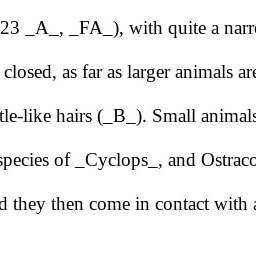 23 _A_, _FA_), with quite a narr
closed, as far as larger animals are
tle-like hairs (_B_). Small animals
species of _Cyclops_, and Ostraco
d they then come in contact with a